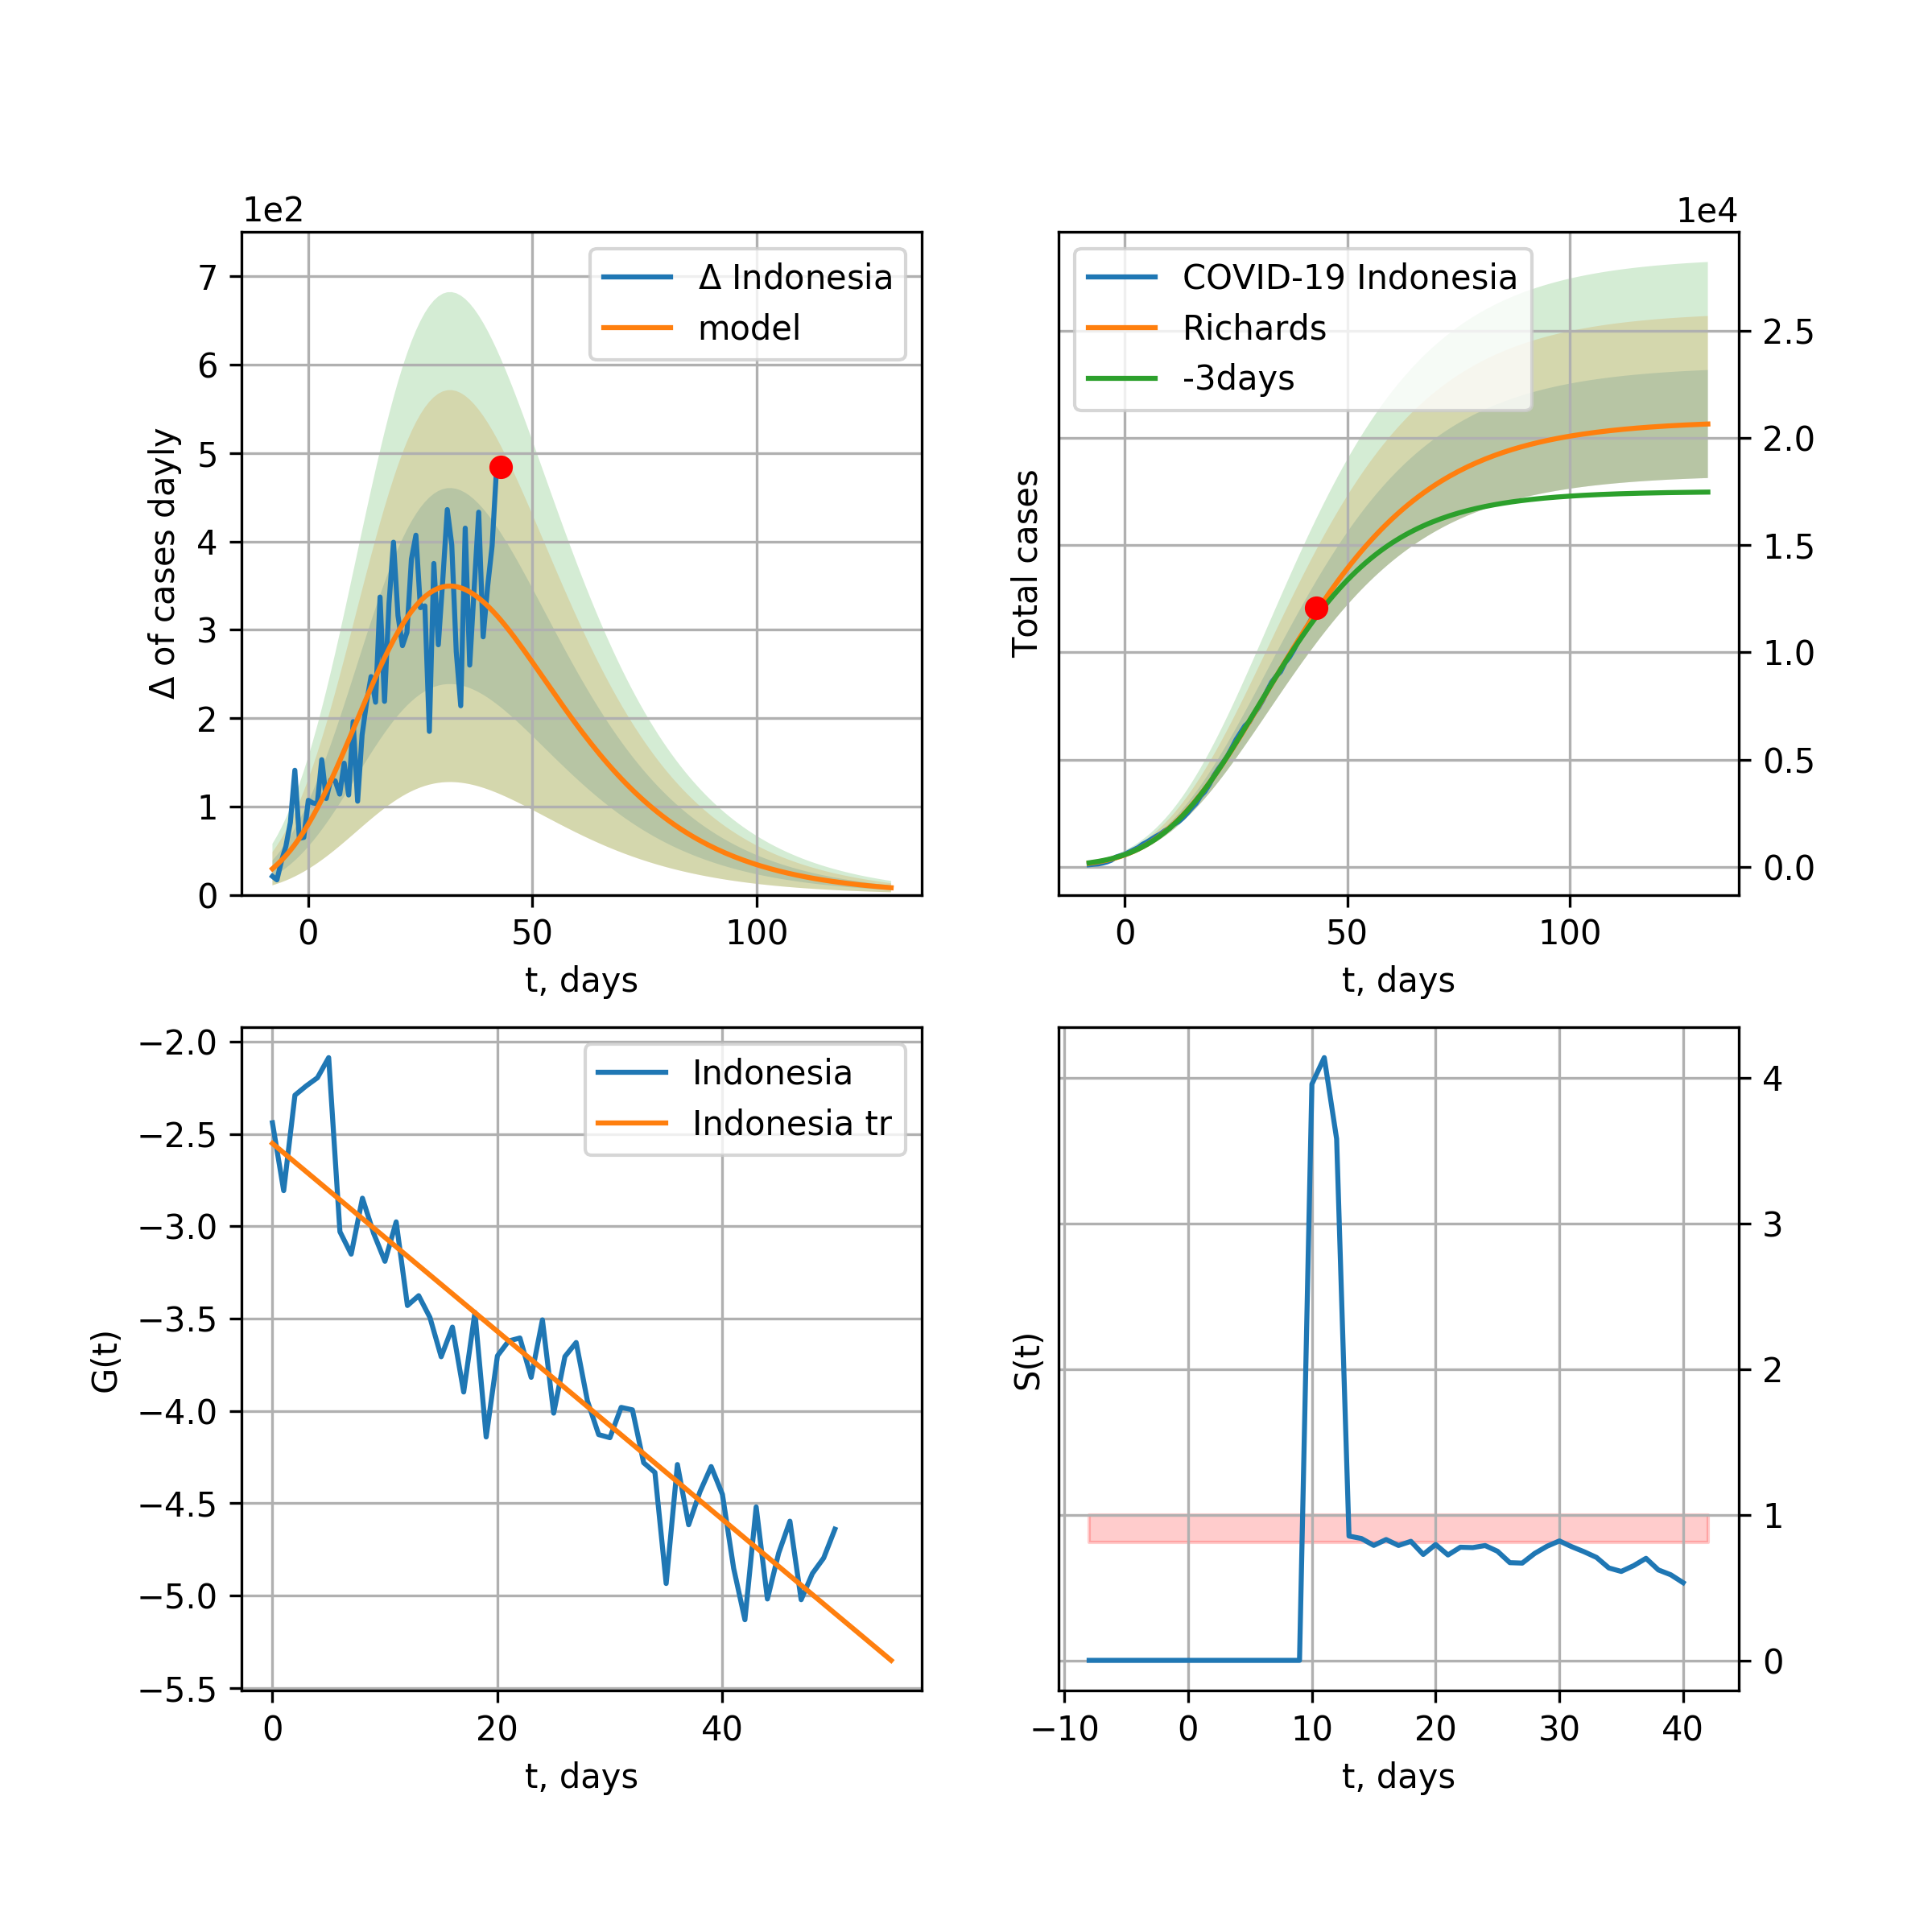 1e2
7
6
5
4
3
2
1
0
Δ of cases dayly
Δ Indonesia
model
0 50 100
t, days
1e4
COVID-19 Indonesia
Richards
-3days
Total cases
2.5
2.0
1.5
1.0
0.5
0.0
0 50 100
t, days
−2.0
−2.5
−3.0
−3.5
−4.0
−4.5
−5.0
−5.5
G(t)
Indonesia
Indonesia tr
0 20 40
t, days
S(t)
4
3
2
1
0
−10 0 10 20 30 40
t, days